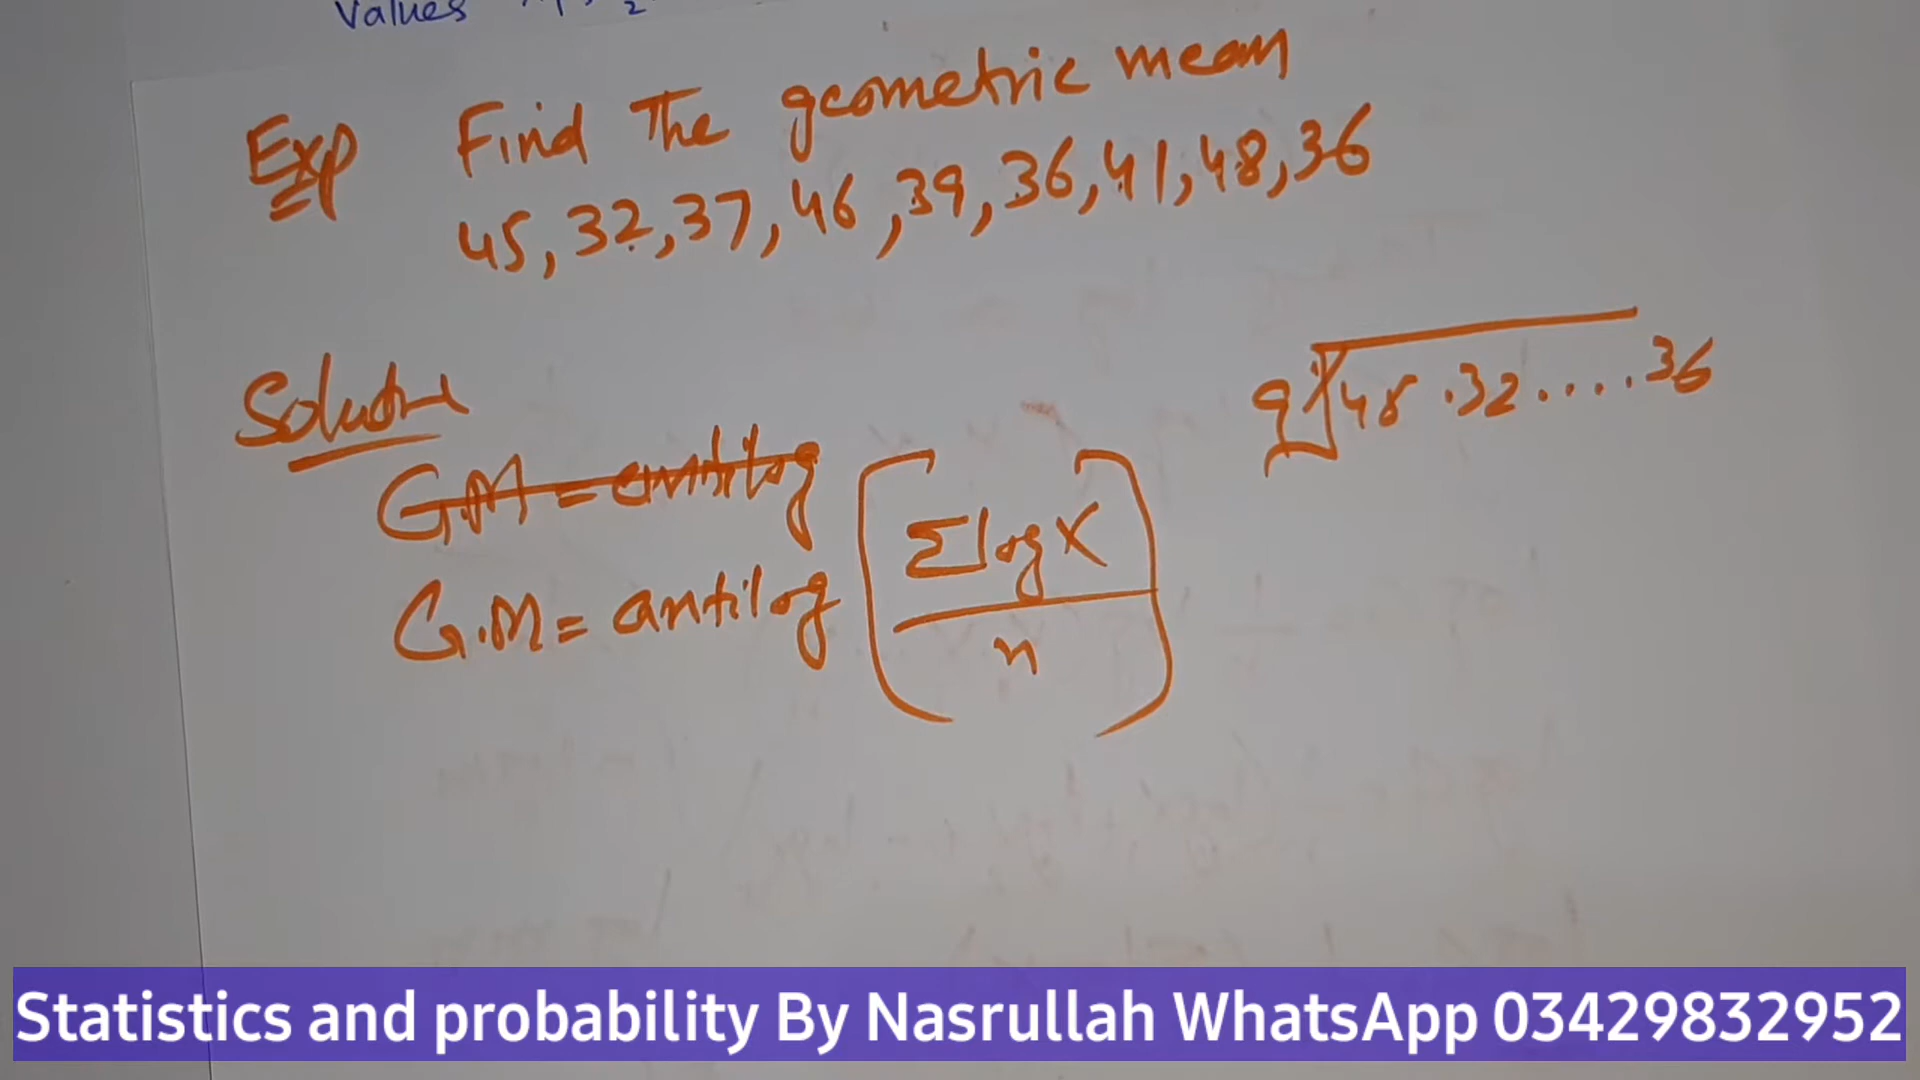 Values
Exp Find The geometric mean
45, 32, 37, 46, 39, 36, 41, 48, 36
Solution
9√48.32.....36
G.M = antilog
G.M = antilog [ΣlogX / n]
Statistics and probability By Nasrullah WhatsApp 03429832952